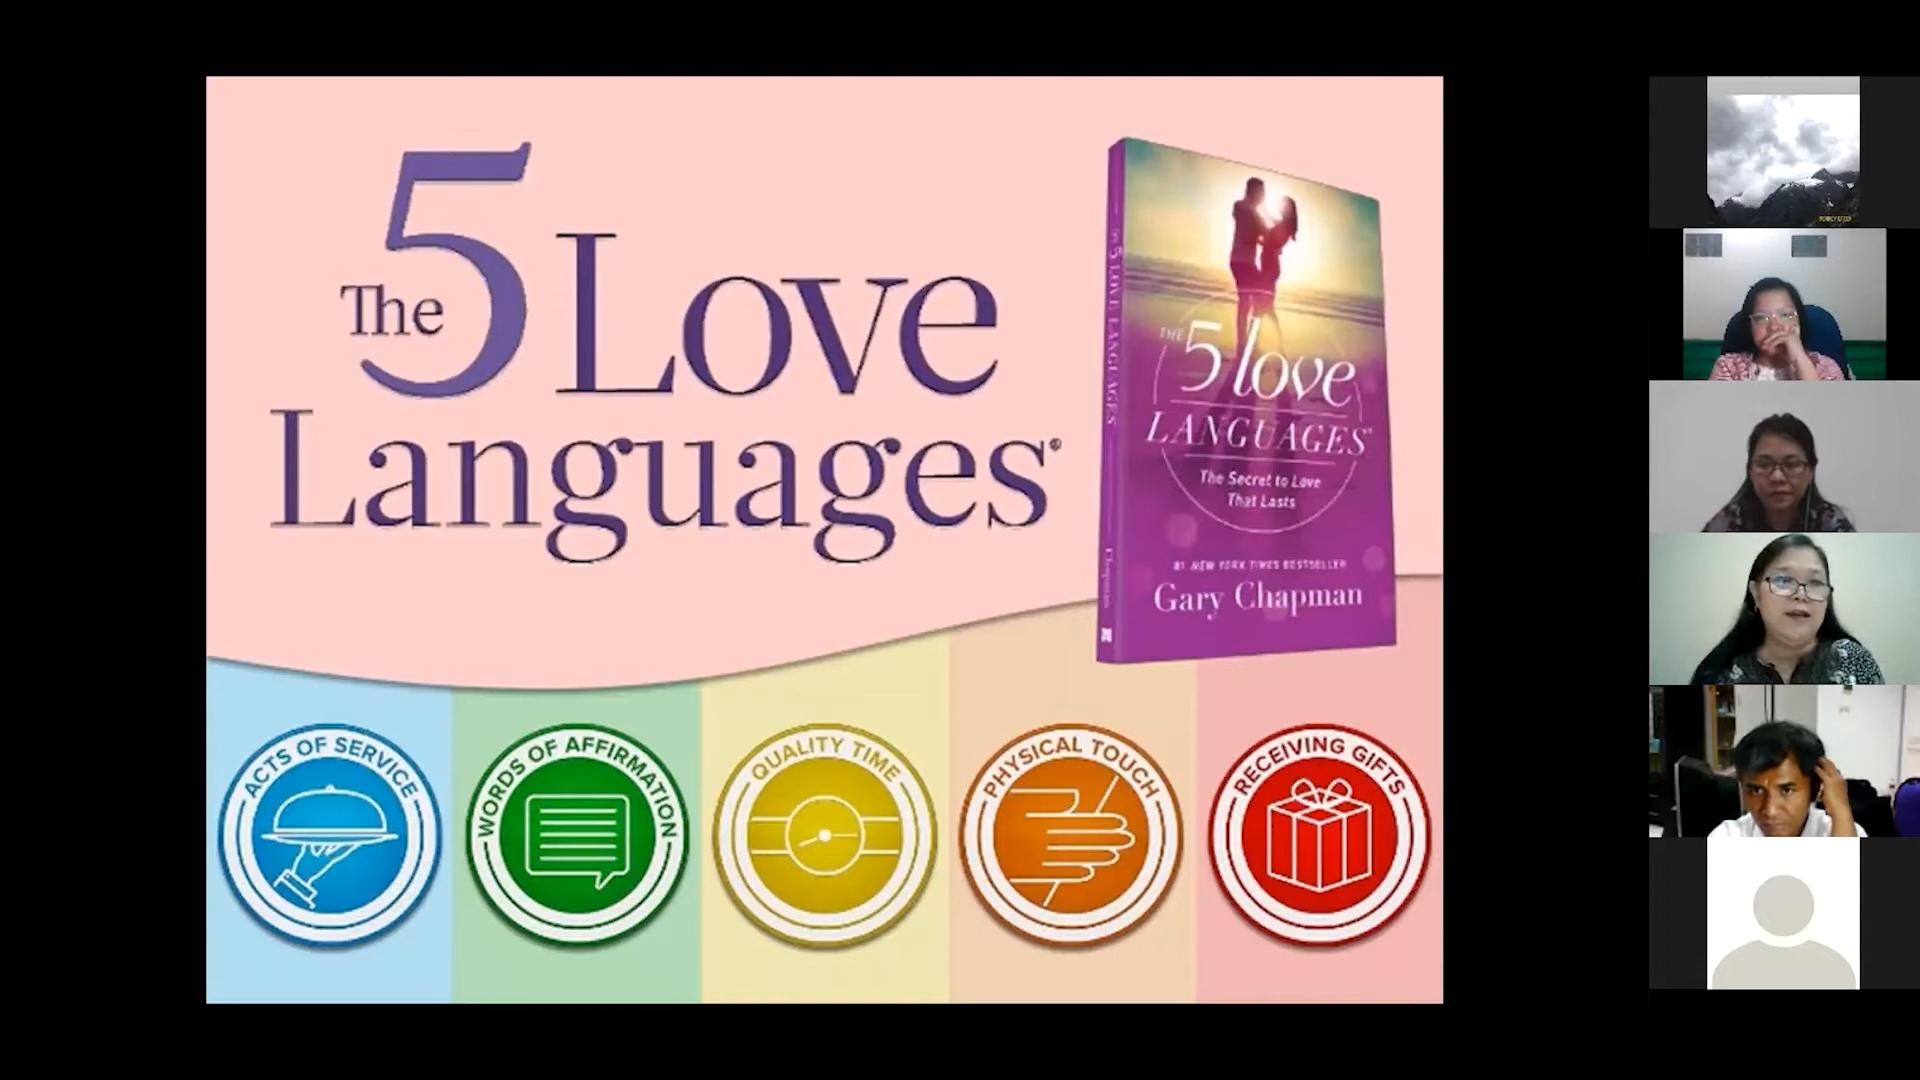 The 5 Love
Languages®
THE 5 love
LANGUAGES®
The Secret to Love
That Lasts
#1 NEW YORK TIMES BESTSELLER
Gary Chapman
THE 5 LOVE LANGUAGES
Chapman
ACTS OF SERVICE
WORDS OF AFFIRMATION
QUALITY TIME
PHYSICAL TOUCH
RECEIVING GIFTS